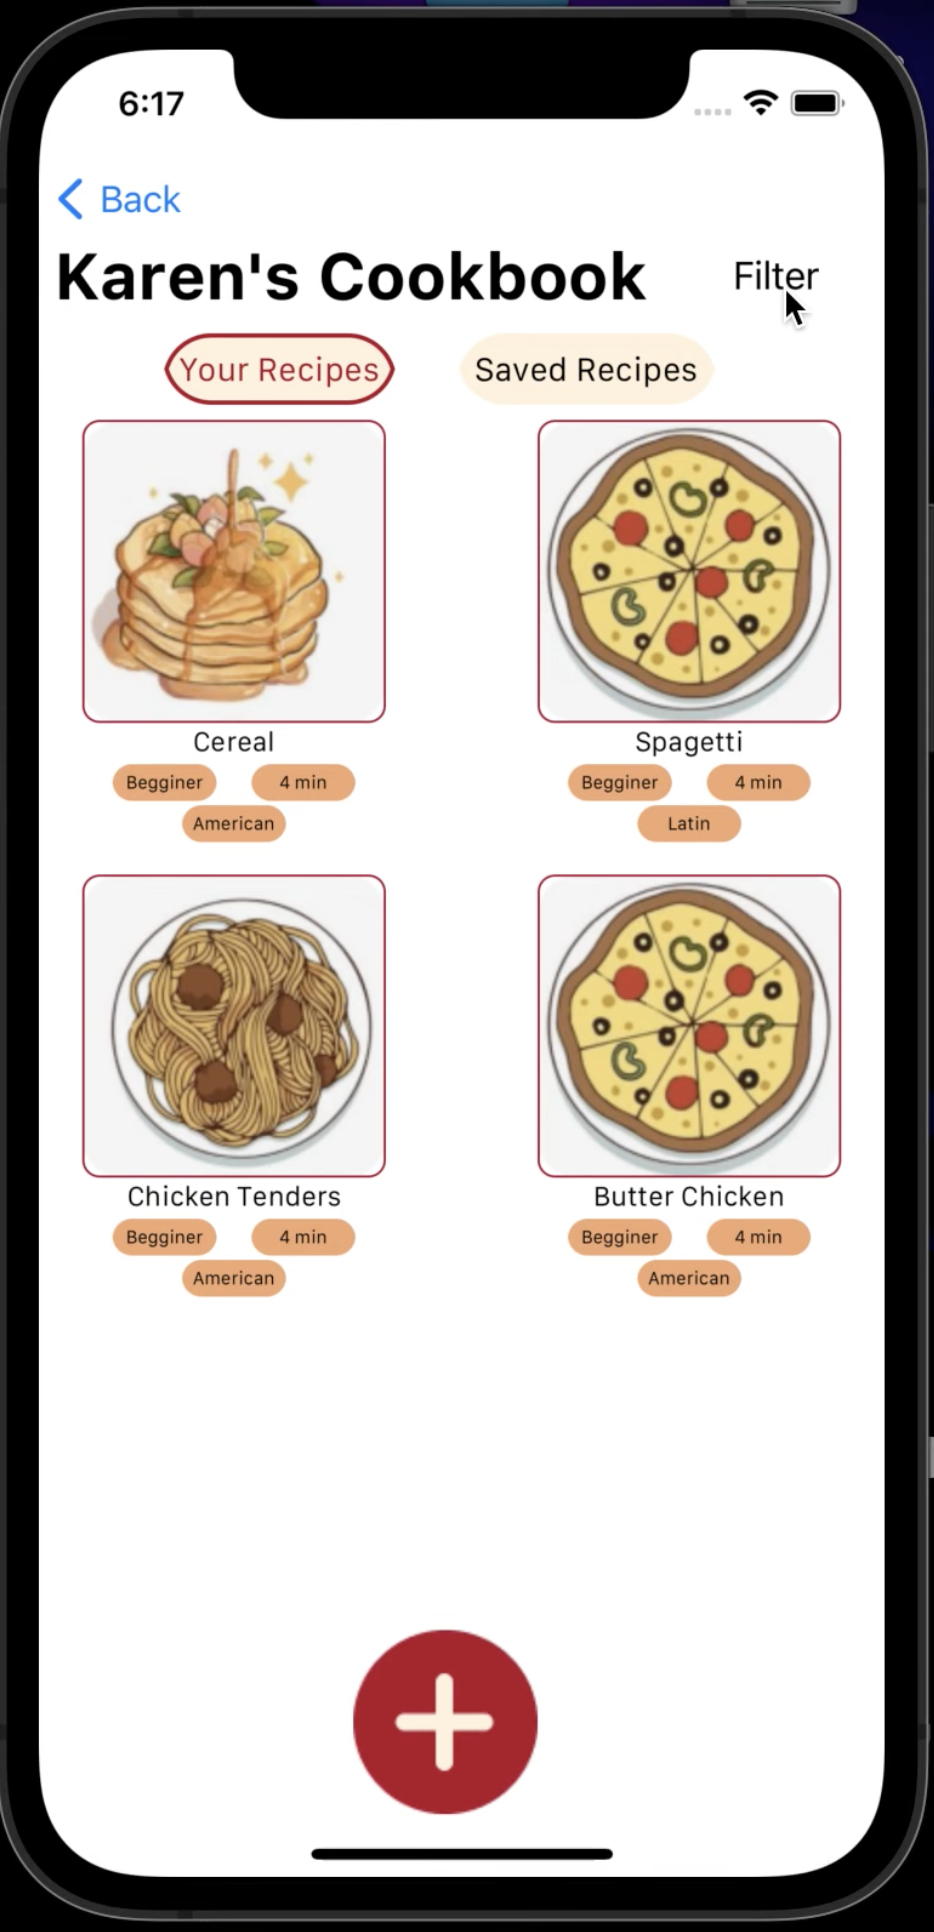 6:17
Back
Karen's Cookbook
Filter
Your Recipes
Saved Recipes
Cereal
Begginer
4 min
American
Spagetti
Begginer
4 min
Latin
Chicken Tenders
Begginer
4 min
American
Butter Chicken
Begginer
4 min
American